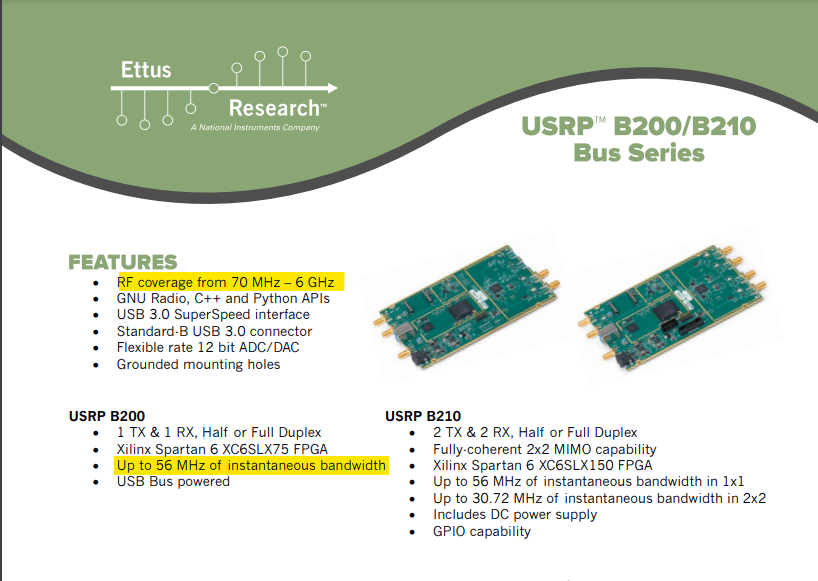 Ettus
Research™
A National Instruments Company
USRP™ B200/B210
Bus Series
FEATURES
• RF coverage from 70 MHz – 6 GHz
• GNU Radio, C++ and Python APIs
• USB 3.0 SuperSpeed interface
• Standard-B USB 3.0 connector
• Flexible rate 12 bit ADC/DAC
• Grounded mounting holes
USRP B200
• 1 TX & 1 RX, Half or Full Duplex
• Xilinx Spartan 6 XC6SLX75 FPGA
• Up to 56 MHz of instantaneous bandwidth
• USB Bus powered
USRP B210
• 2 TX & 2 RX, Half or Full Duplex
• Fully-coherent 2x2 MIMO capability
• Xilinx Spartan 6 XC6SLX150 FPGA
• Up to 56 MHz of instantaneous bandwidth in 1x1
• Up to 30.72 MHz of instantaneous bandwidth in 2x2
• Includes DC power supply
• GPIO capability